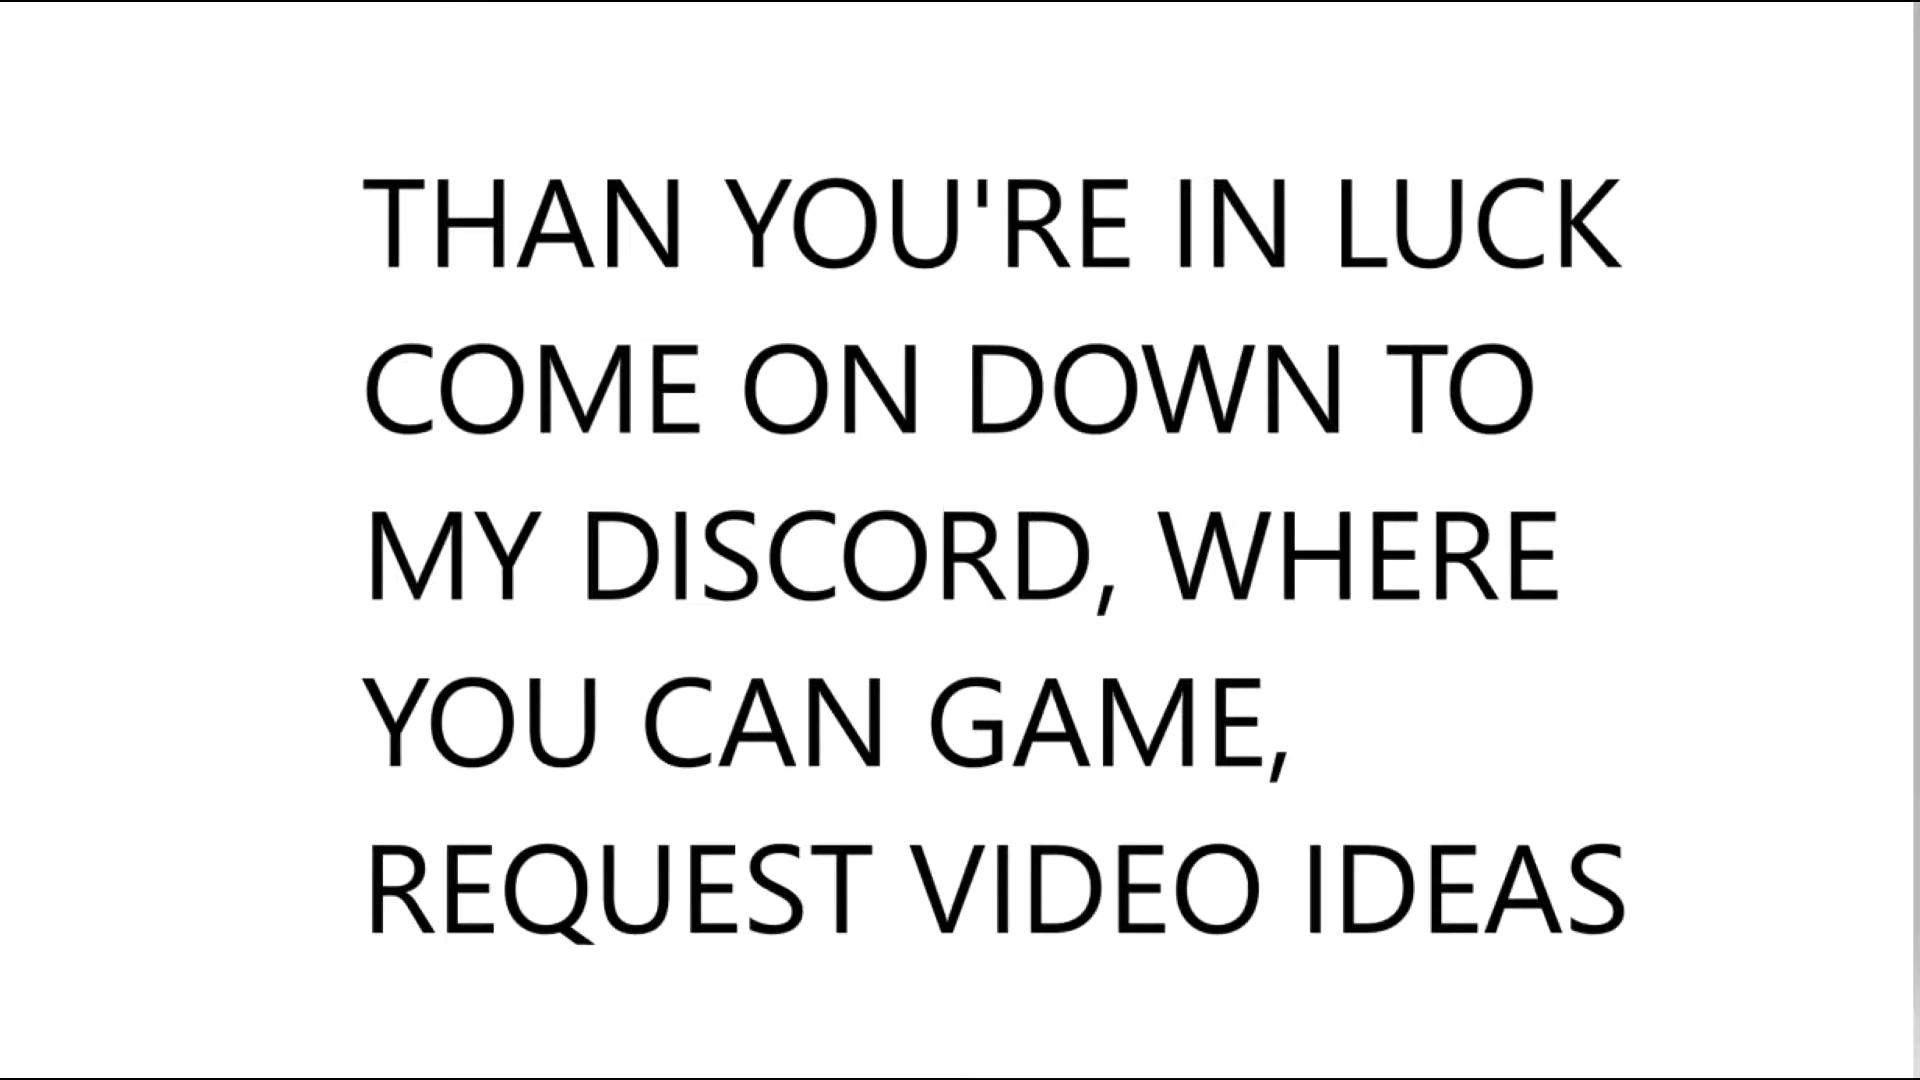 THAN YOU'RE IN LUCK
COME ON DOWN TO
MY DISCORD, WHERE
YOU CAN GAME,
REQUEST VIDEO IDEAS